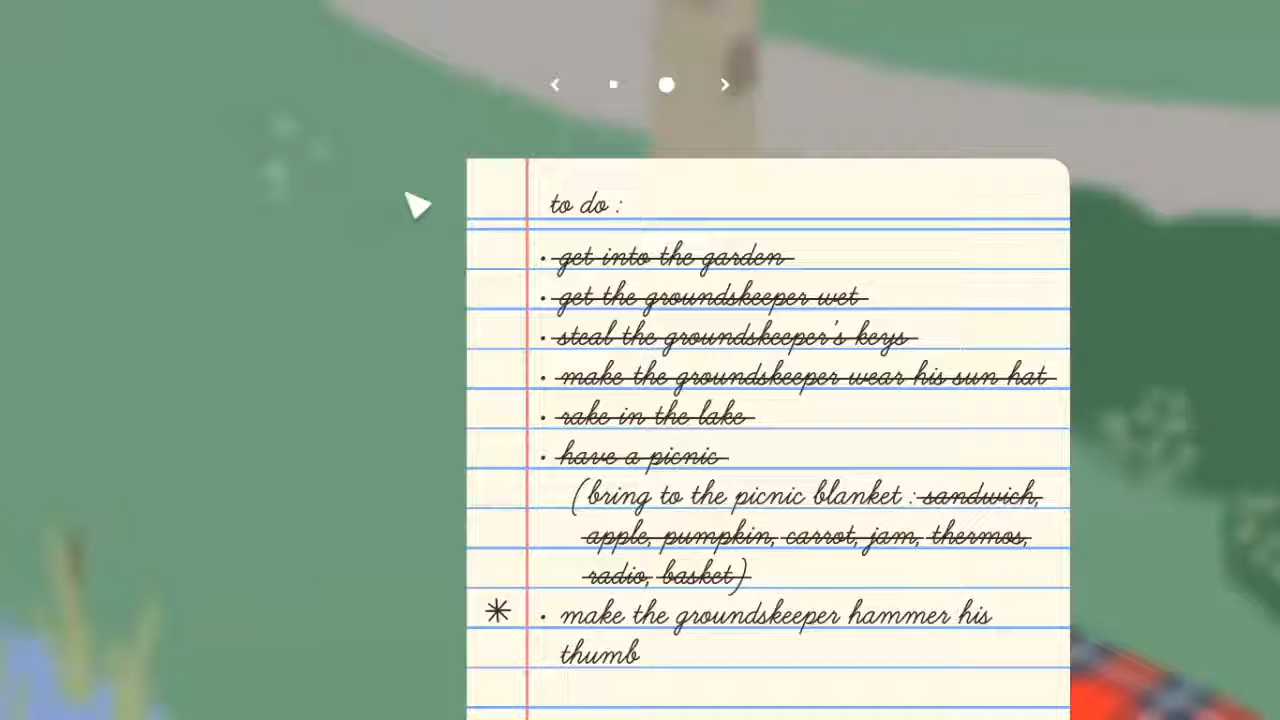 to do :
• get into the garden
• get the groundskeeper wet
• steal the groundskeeper's keys
• make the groundskeeper wear his sun hat
• rake in the lake
• have a picnic
(bring to the picnic blanket : sandwich,
apple, pumpkin, carrot, jam, thermos,
radio, basket)
• make the groundskeeper hammer his
thumb